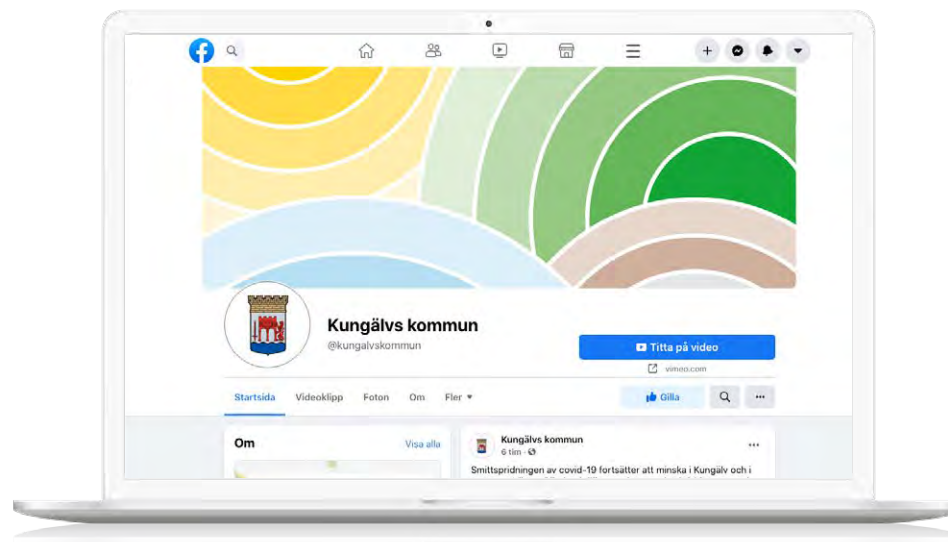 Kungälvs kommun
@kungalvskommun
Titta på video
vimeo.com
Startsida Videoklipp Foton Om Fler
Gilla
Om Visa alla
Kungälvs kommun
6 tim
Smittspridningen av covid-19 fortsätter att minska i Kungälv och i